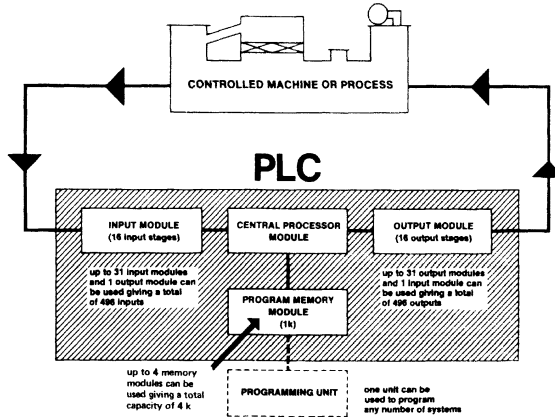 CONTROLLED MACHINE OR PROCESS
PLC
INPUT MODULE
(16 input stages)
CENTRAL PROCESSOR
MODULE
OUTPUT MODULE
(16 output stages)
up to 31 input modules
and 1 output module can
be used giving a total
of 496 inputs
up to 31 output modules
and 1 input module can
be used giving a total
of 496 outputs
PROGRAM MEMORY
MODULE
(1k)
up to 4 memory
modules can be
used giving a total
capacity of 4 k
PROGRAMMING UNIT
one unit can be
used to program
any number of systems